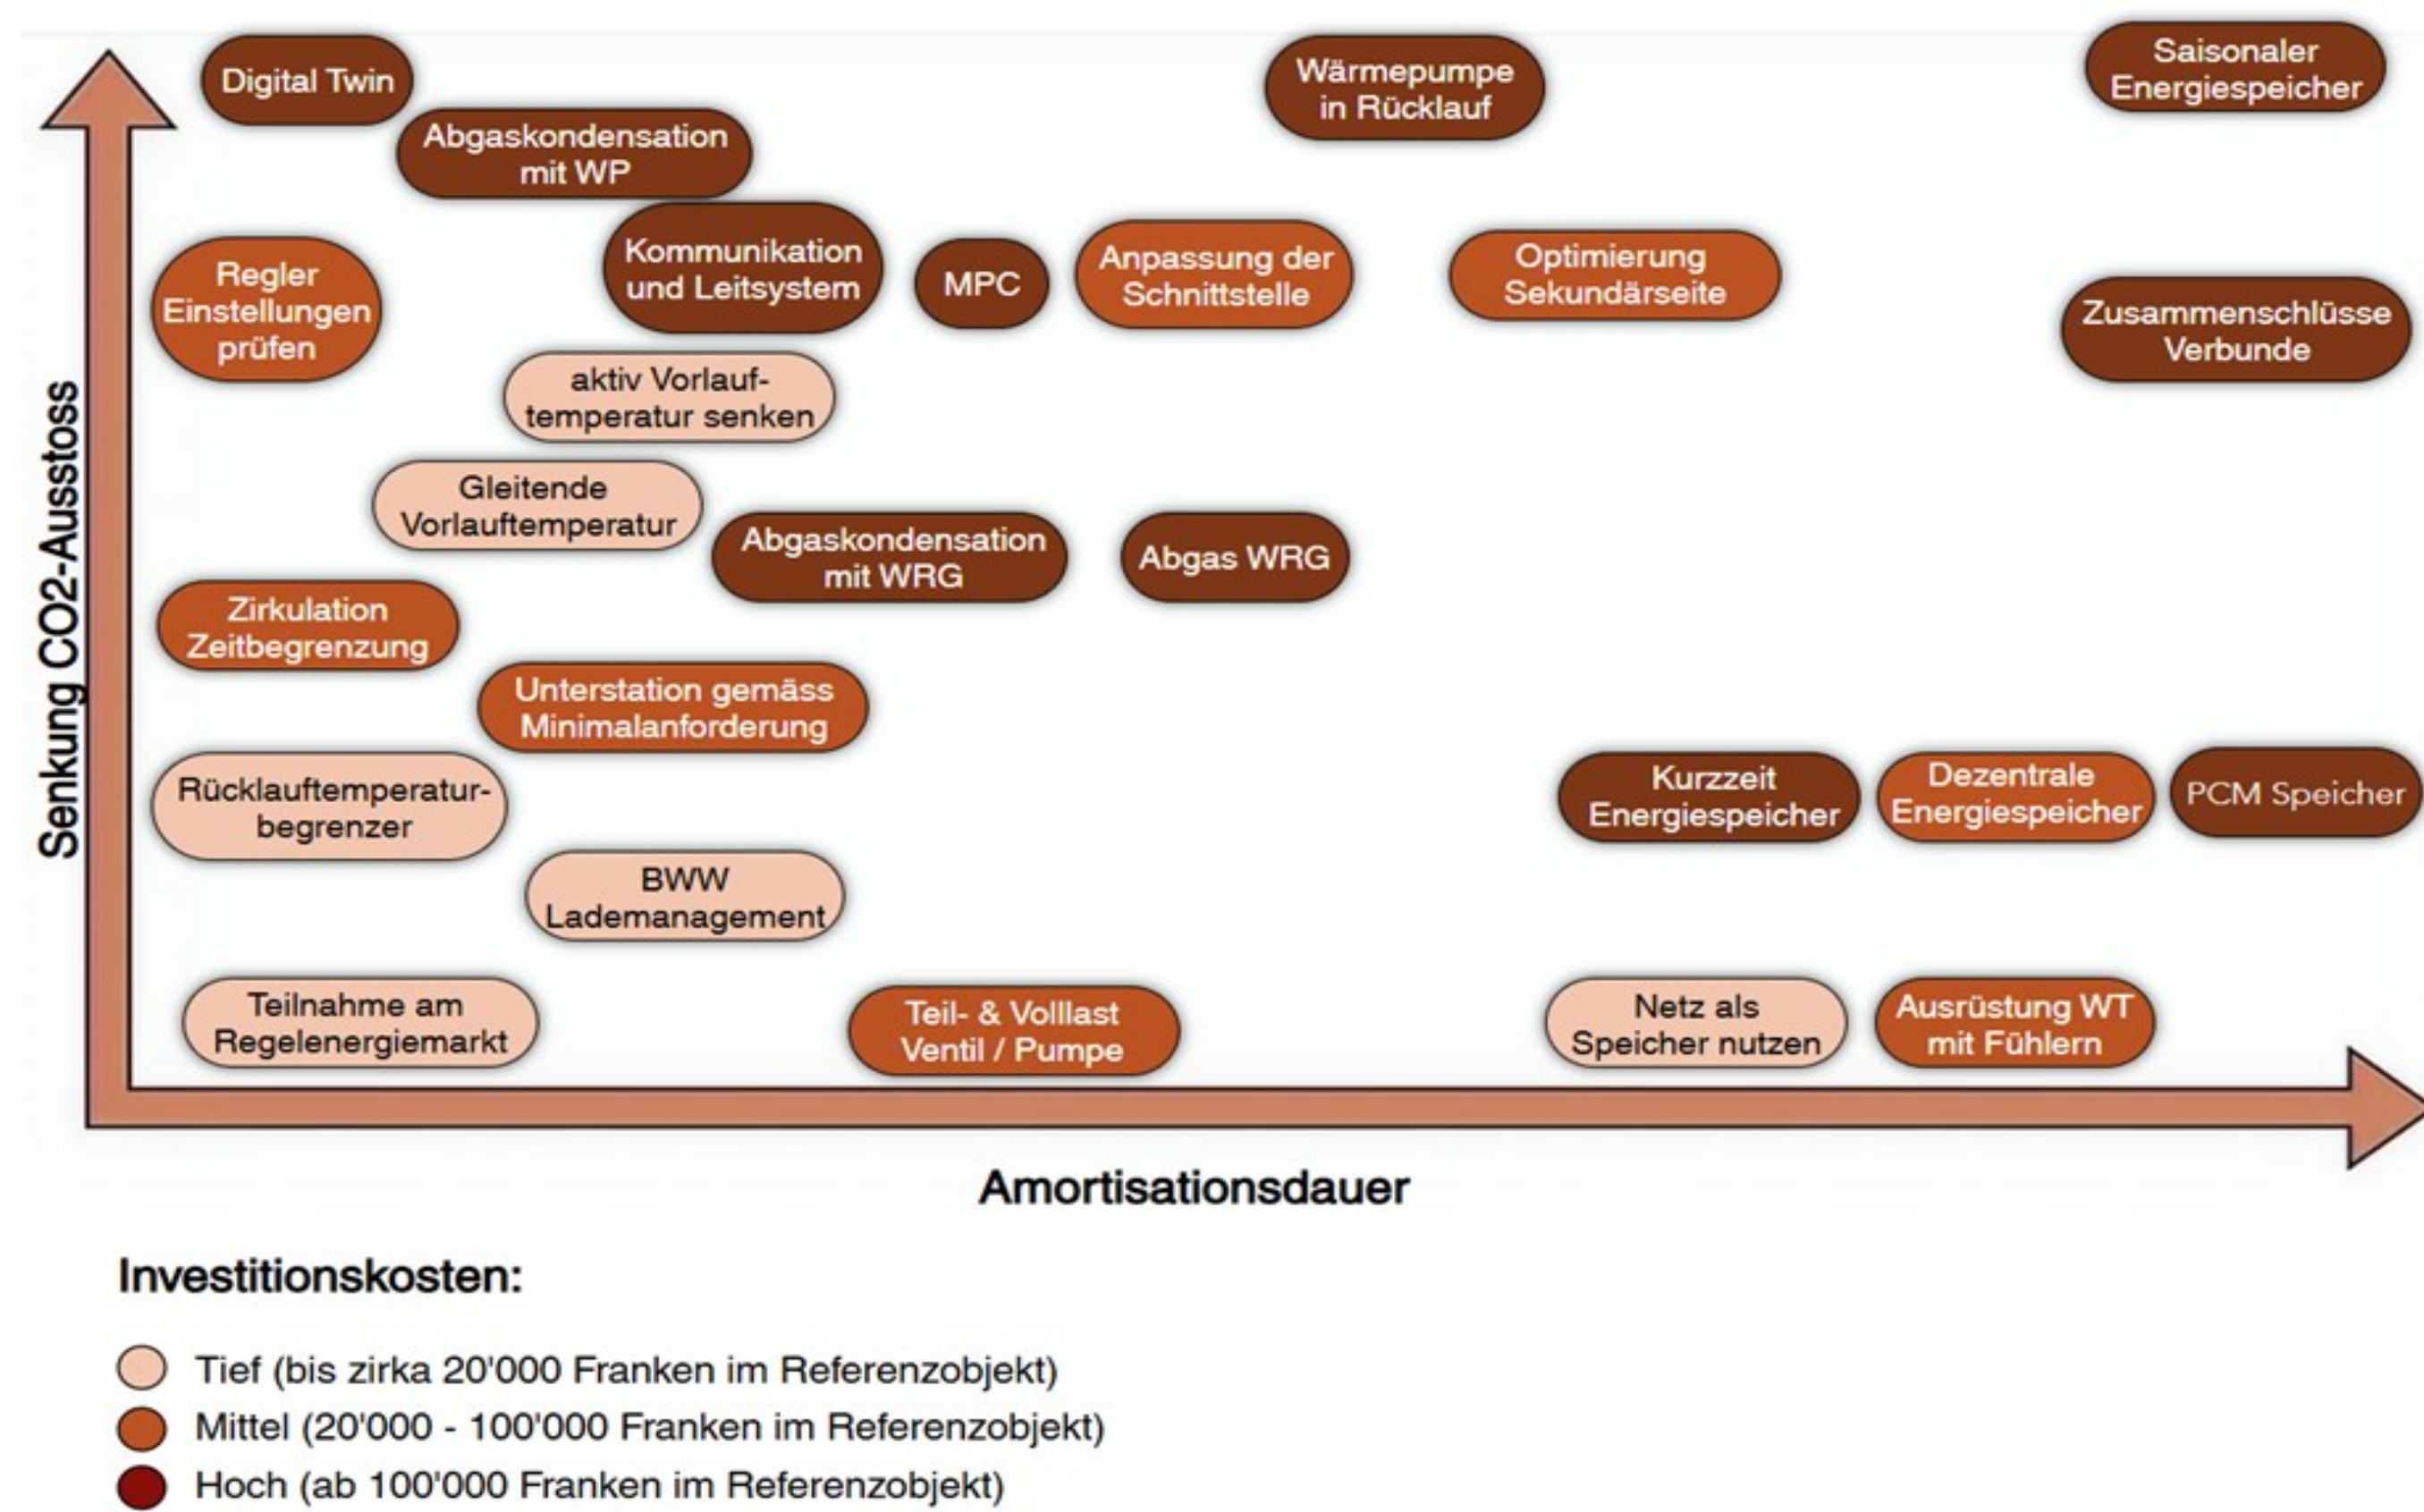 Digital Twin
Abgaskondensation
mit WP
Wärmepumpe
in Rücklauf
Saisonaler
Energiespeicher
Regler
Einstellungen
prüfen
Kommunikation
und Leitsystem
MPC
Anpassung der
Schnittstelle
Optimierung
Sekundärseite
Zusammenschlüsse
Verbunde
aktiv Vorlauf-
temperatur senken
Gleitende
Vorlauftemperatur
Abgaskondensation
mit WRG
Abgas WRG
Zirkulation
Zeitbegrenzung
Unterstation gemäss
Minimalanforderung
Rücklauftemperatur-
begrenzer
Kurzzeit
Energiespeicher
Dezentrale
Energiespeicher
PCM Speicher
BWW
Lademanagement
Teilnahme am
Regelenergiemarkt
Teil- & Volllast
Ventil / Pumpe
Netz als
Speicher nutzen
Ausrüstung WT
mit Fühlern
Senkung CO2-Ausstoss
Amortisationsdauer
Investitionskosten:
Tief (bis zirka 20'000 Franken im Referenzobjekt)
Mittel (20'000 - 100'000 Franken im Referenzobjekt)
Hoch (ab 100'000 Franken im Referenzobjekt)